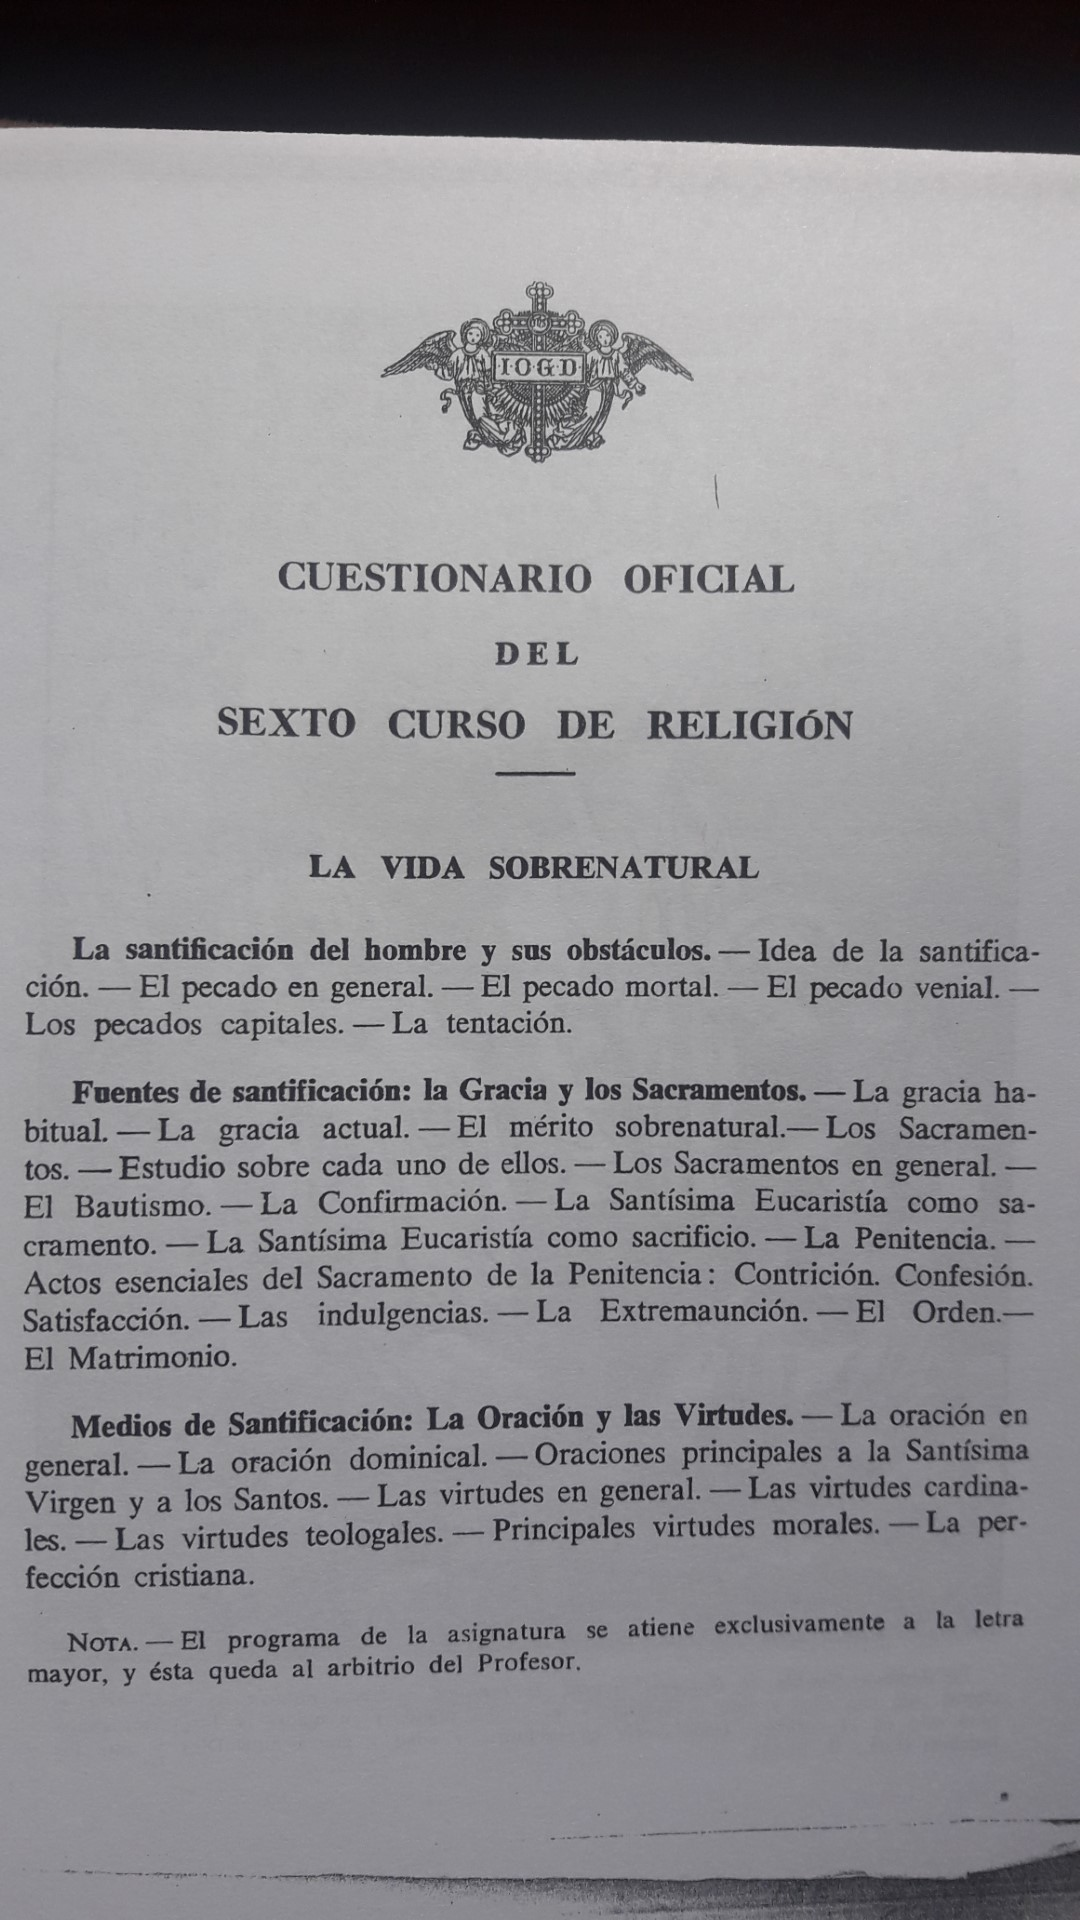 I·O·G·D
CUESTIONARIO OFICIAL
DEL
SEXTO CURSO DE RELIGIÓN
LA VIDA SOBRENATURAL
La santificación del hombre y sus obstáculos. — Idea de la santifica-
ción. — El pecado en general. — El pecado mortal. — El pecado venial. —
Los pecados capitales. — La tentación.
Fuentes de santificación: la Gracia y los Sacramentos. — La gracia ha-
bitual. — La gracia actual. — El mérito sobrenatural.— Los Sacramen-
tos. — Estudio sobre cada uno de ellos. — Los Sacramentos en general. —
El Bautismo. — La Confirmación. — La Santísima Eucaristía como sa-
cramento. — La Santísima Eucaristía como sacrificio. — La Penitencia. —
Actos esenciales del Sacramento de la Penitencia: Contrición. Confesión.
Satisfacción. — Las indulgencias. — La Extremaunción. — El Orden.—
El Matrimonio.
Medios de Santificación: La Oración y las Virtudes. — La oración en
general. — La oración dominical. — Oraciones principales a la Santísima
Virgen y a los Santos. — Las virtudes en general. — Las virtudes cardina-
les. — Las virtudes teologales. — Principales virtudes morales. — La per-
fección cristiana.
NOTA. — El programa de la asignatura se atiene exclusivamente a la letra
mayor, y ésta queda al arbitrio del Profesor.